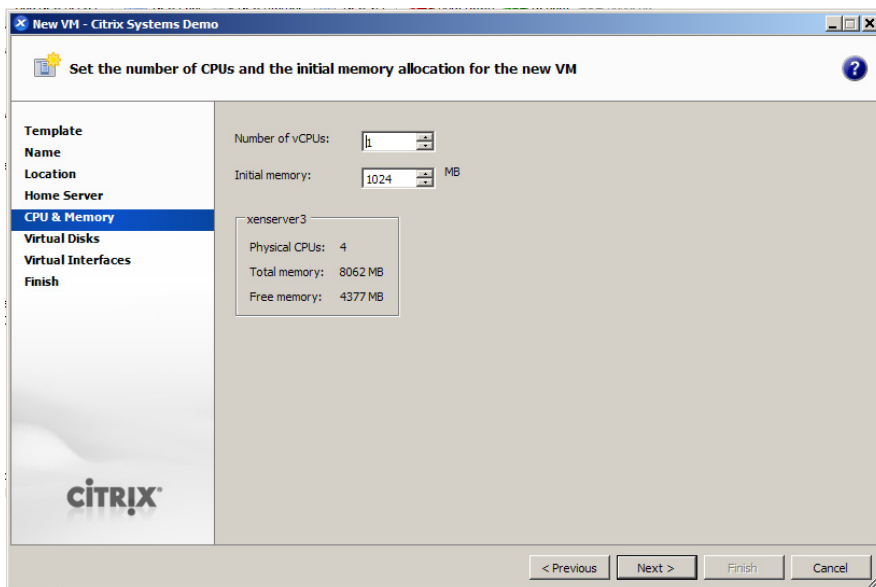 New VM - Citrix Systems Demo
Set the number of CPUs and the initial memory allocation for the new VM
?
Template
Name
Location
Home Server
CPU & Memory
Virtual Disks
Virtual Interfaces
Finish
Number of vCPUs: 1
Initial memory: 1024 MB
xenserver3
Physical CPUs: 4
Total memory: 8062 MB
Free memory: 4377 MB
CİTRIX
< Previous Next > Finish Cancel